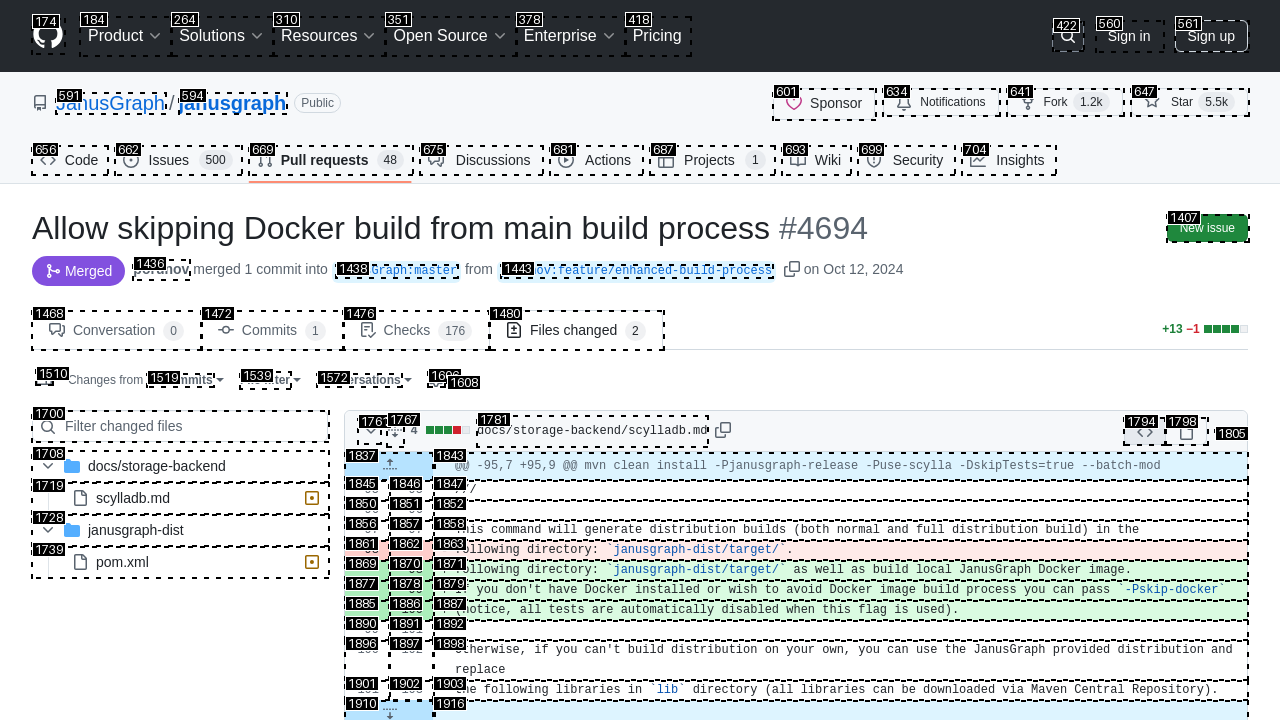 174 184 264 310 351 378 418 422 560 561
Product Solutions Resources Open Source Enterprise Pricing Sign in Sign up
591 594 601 634 641 647
JanusGraph / janusgraph Public Sponsor Notifications Fork 1.2k Star 5.5k
656 662 669 675 681 687 693 699 704
Code Issues 500 Pull requests 48 Discussions Actions Projects 1 Wiki Security Insights
Allow skipping Docker build from main build process #4694
1407
New issue
1436 1438 1443
Merged porunov merged 1 commit into Graph:master from ov:feature/enhanced-build-process on Oct 12, 2024
1468 1472 1476 1480
Conversation 0 Commits 1 Checks 176 Files changed 2 +13 −1
1510 1519 1539 1572 1608
Changes from mmits filter ersations
1700
Filter changed files
1708
docs/storage-backend
1719
scylladb.md
1728
janusgraph-dist
1739
pom.xml
1767 1781 1794 1798 1805
4 docs/storage-backend/scylladb.md
1837 1843
@@ -95,7 +95,9 @@ mvn clean install -Pjanusgraph-release -Puse-scylla -DskipTests=true --batch-mod
1845 1846 1847
1850 1851 1852
1856 1857 1858
This command will generate distribution builds (both normal and full distribution build) in the
1861 1862 1863
following directory: `janusgraph-dist/target/`.
1869 1870 1871
following directory: `janusgraph-dist/target/` as well as build local JanusGraph Docker image.
1877 1878 1879
If you don't have Docker installed or wish to avoid Docker image build process you can pass `-Pskip-docker`
1885 1886 1887
(notice, all tests are automatically disabled when this flag is used).
1890 1891 1892
1896 1897 1898
Otherwise, if you can't build distribution on your own, you can use the JanusGraph provided distribution and
replace
1901 1902 1903
the following libraries in `lib` directory (all libraries can be downloaded via Maven Central Repository).
1910 1916